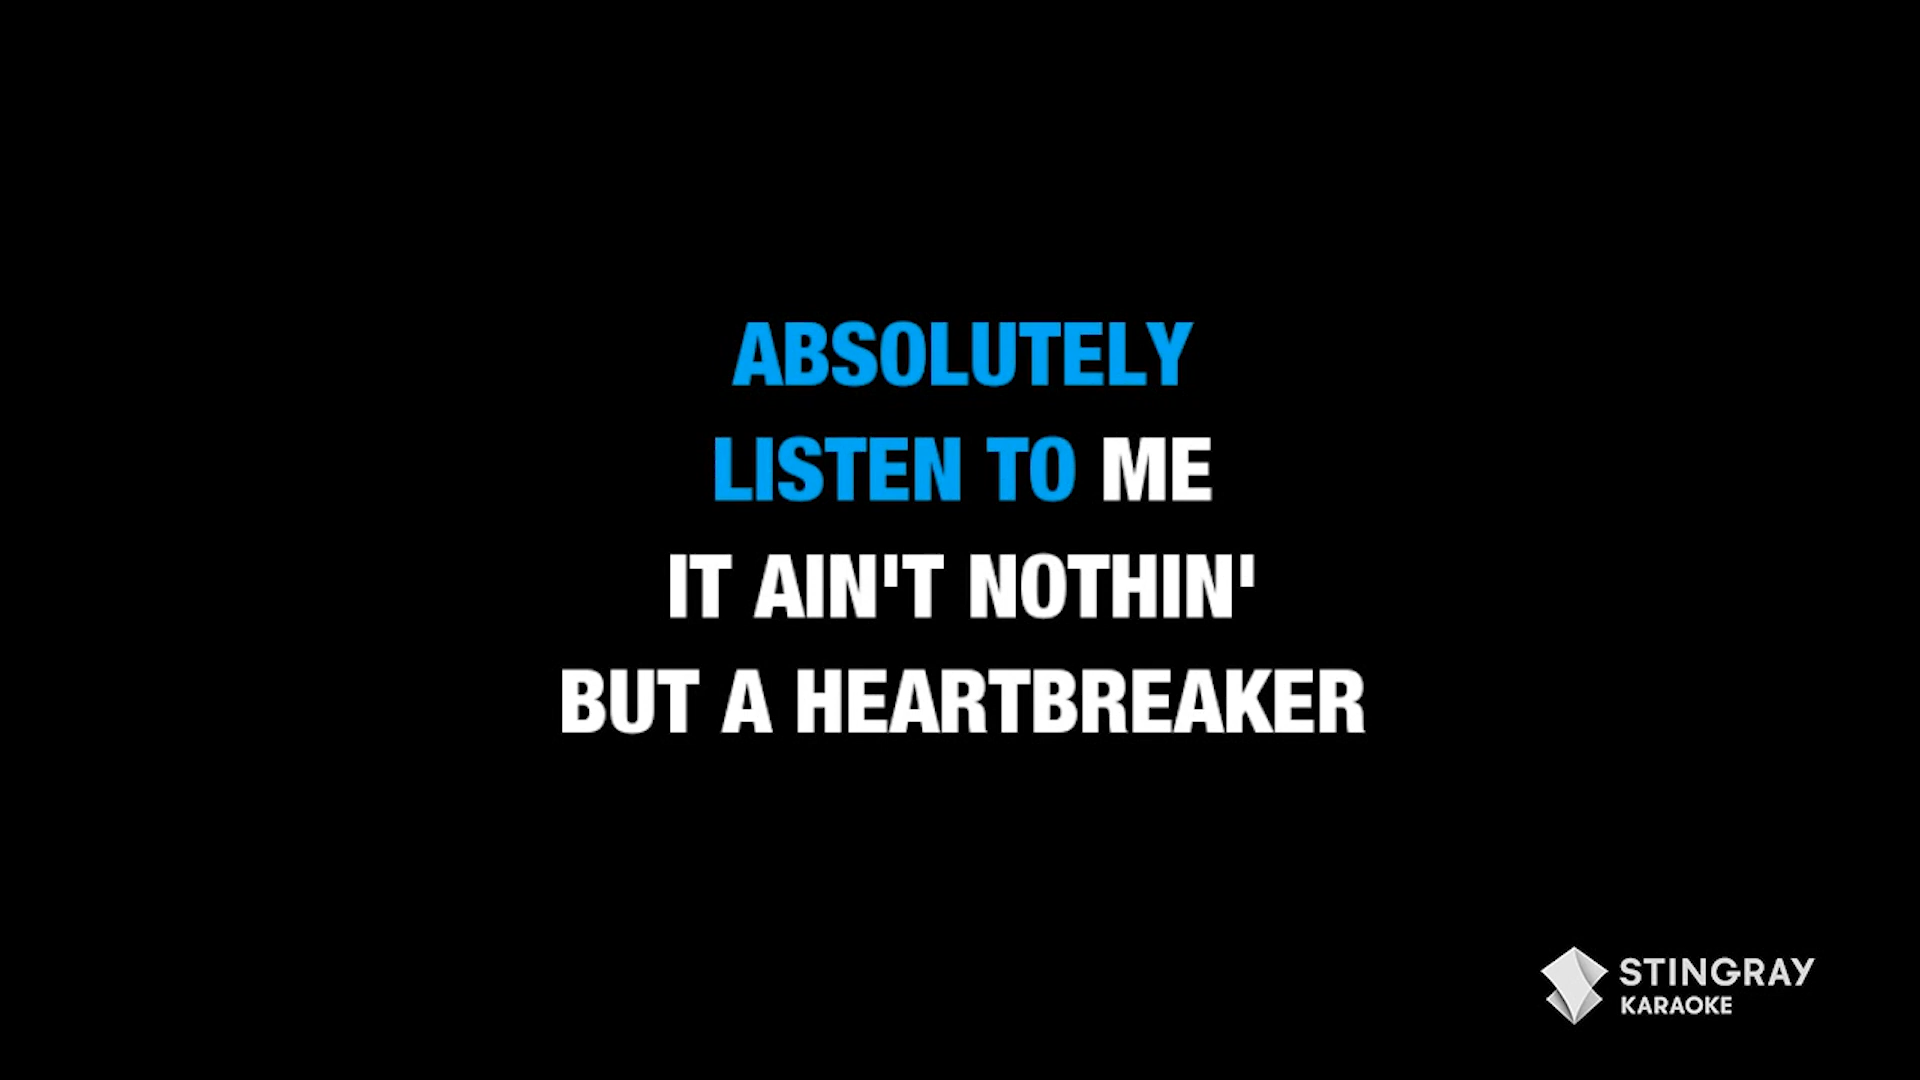 ABSOLUTELY
LISTEN TO ME
IT AIN'T NOTHIN'
BUT A HEARTBREAKER
STINGRAY
KARAOKE